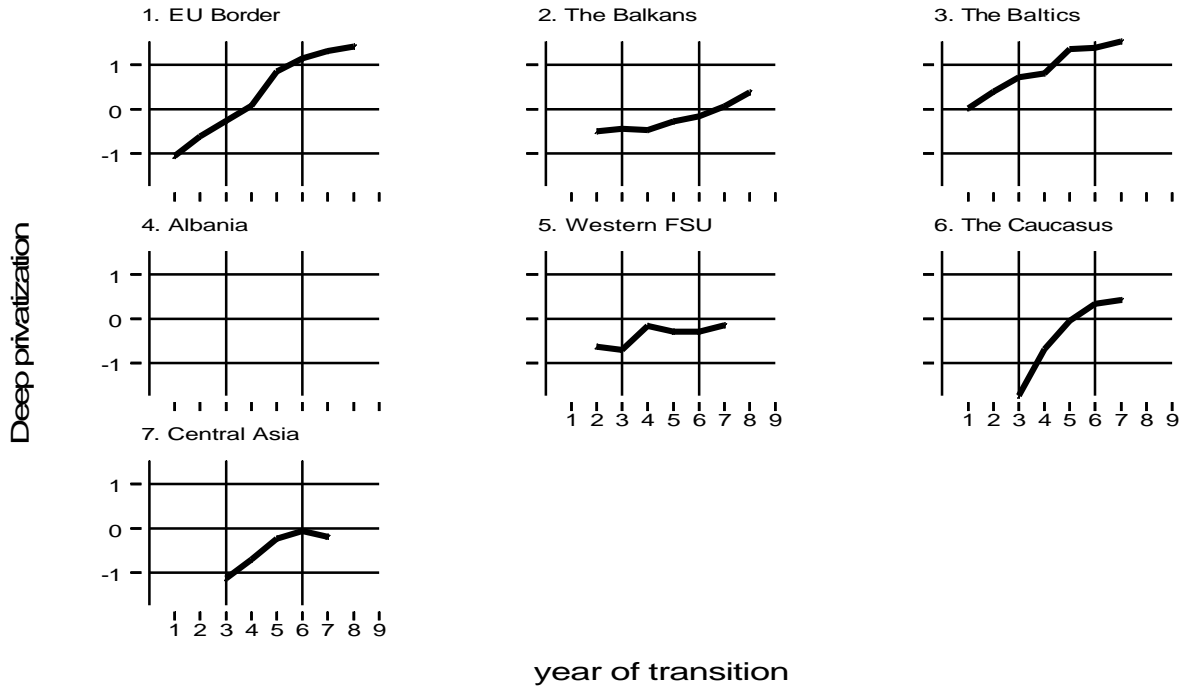 1. EU Border
2. The Balkans
3. The Baltics
1
0
-1
4. Albania
5. Western FSU
6. The Caucasus
1
0
-1
1 2 3 4 5 6 7 8 9
1 2 3 4 5 6 7 8 9
7. Central Asia
1
0
-1
1 2 3 4 5 6 7 8 9
Deep privatization
year of transition